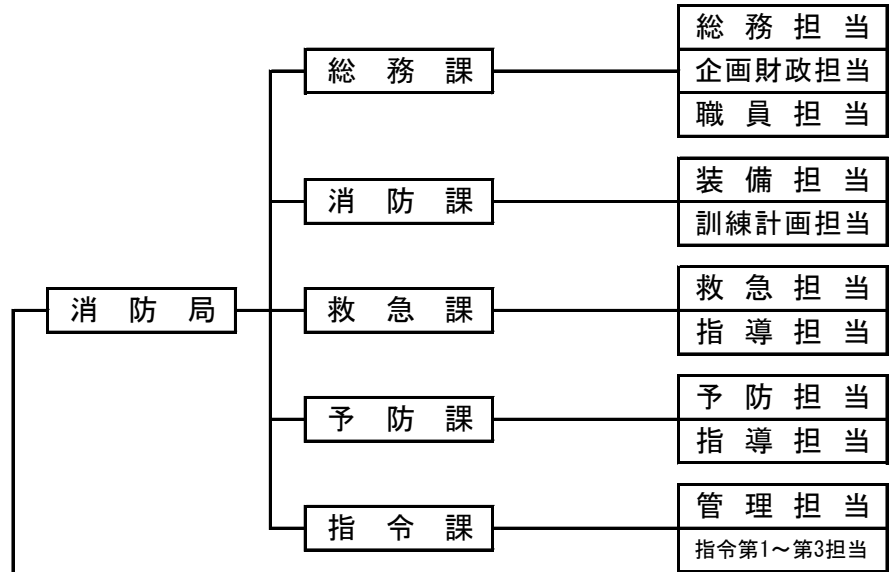 総務担当
総務課
企画財政担当
職員担当
装備担当
消防課
訓練計画担当
消防局
救急課
救急担当
指導担当
予防課
予防担当
指導担当
指令課
管理担当
指令第1～第3担当